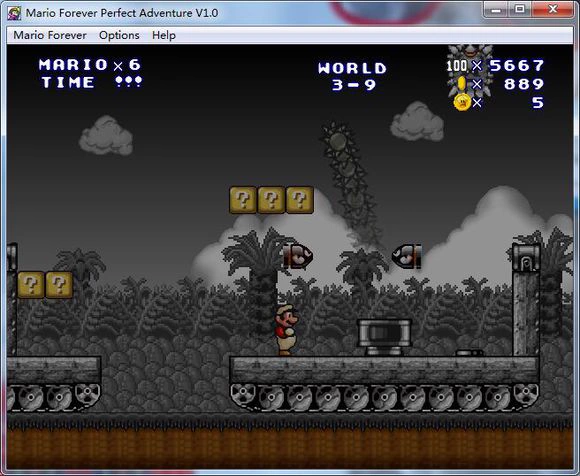 Mario Forever Perfect Adventure V1.0
Mario Forever Options Help
MARIO × 6
TIME !!!
WORLD
3-9
100 × 5667
× 889
× 5
? ? ?
? ?